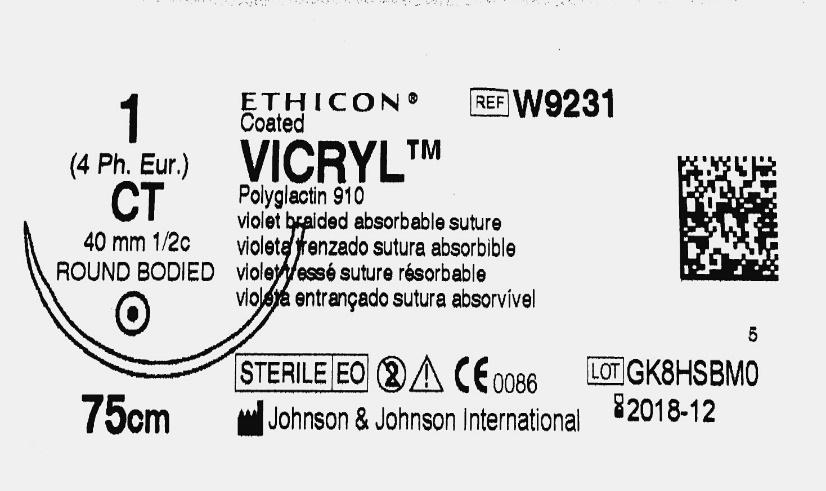 1
(4 Ph. Eur.)
CT
40 mm 1/2c
ROUND BODIED
75cm
ETHICON®
Coated
VICRYL™
Polyglactin 910
violet braided absorbable suture
violeta trenzado sutura absorbible
violet tressé suture résorbable
violeta entrançado sutura absorvível
REF W9231
5
STERILE EO 2 CE 0086
LOT GK8HSBM0
Johnson & Johnson International
2018-12